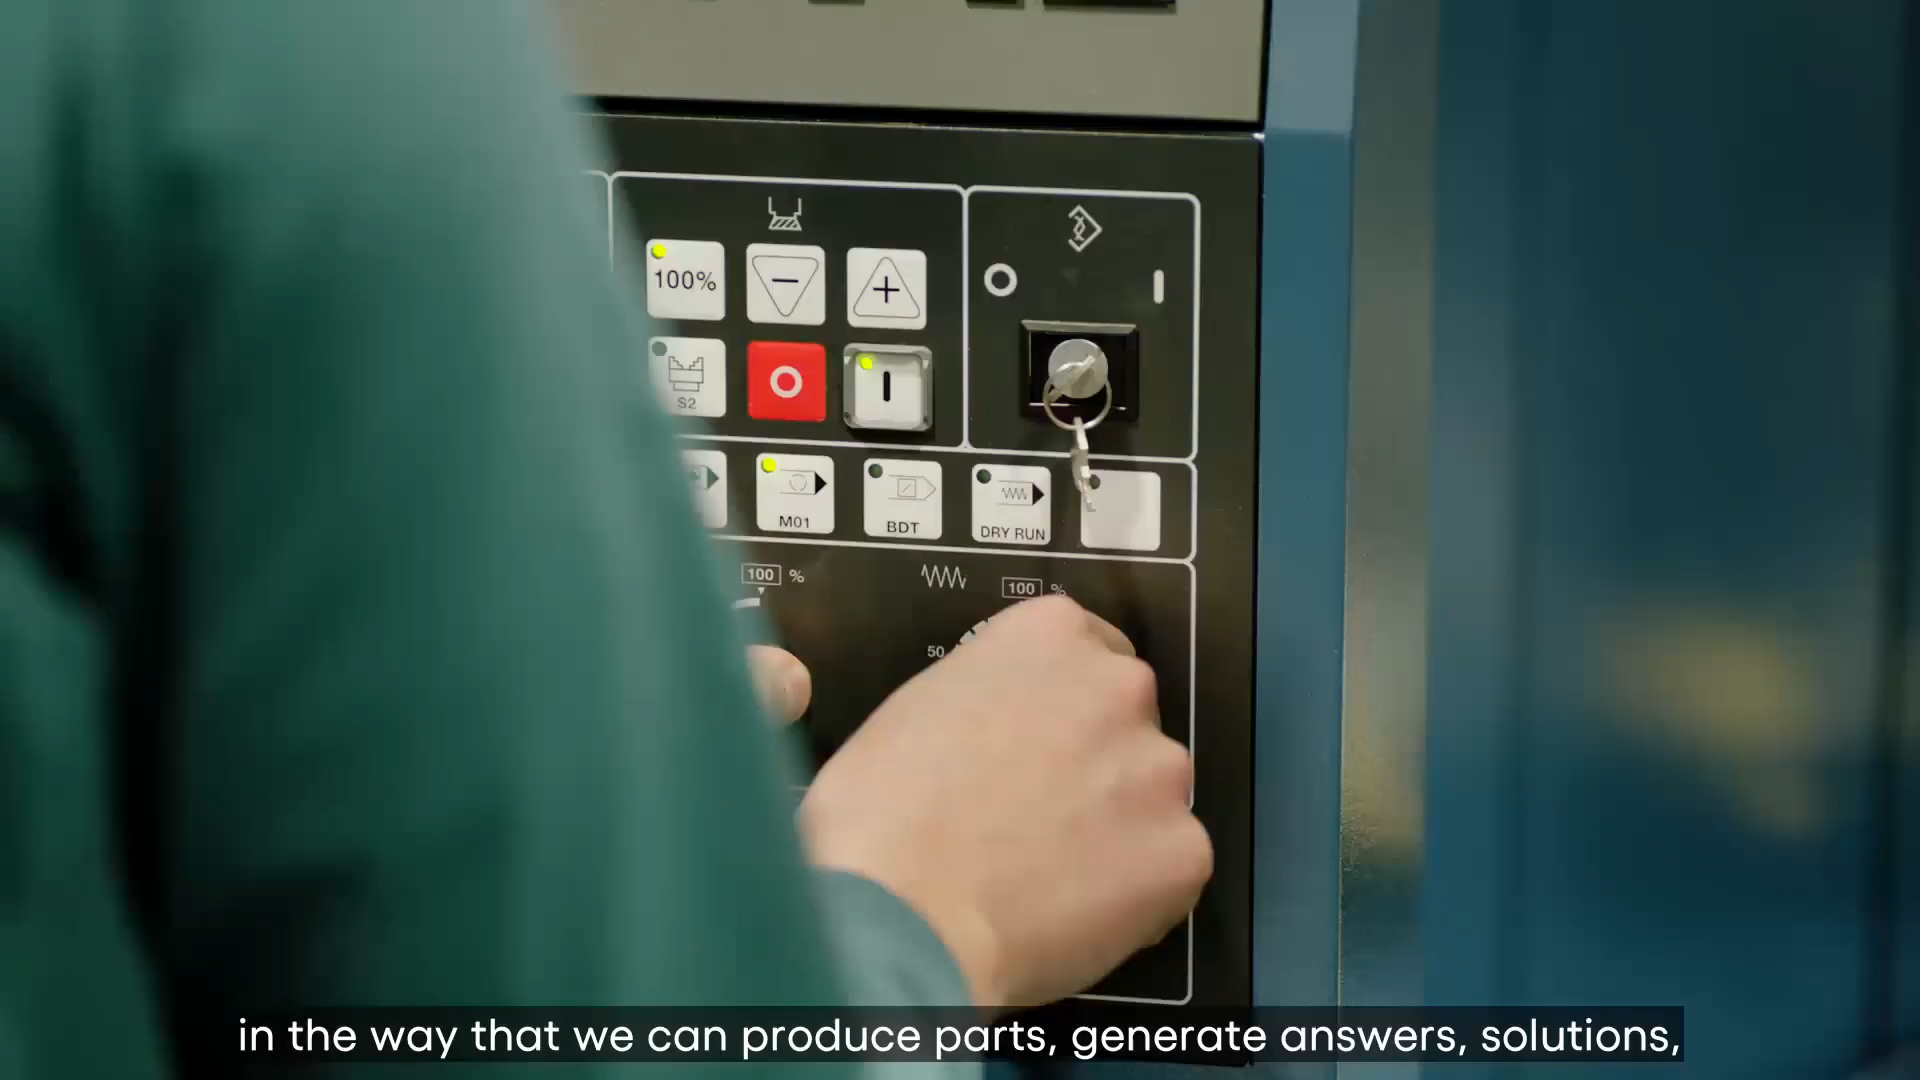 100%
S2
M01
BDT
DRY RUN
100 %
100 %
50
in the way that we can produce parts, generate answers, solutions,